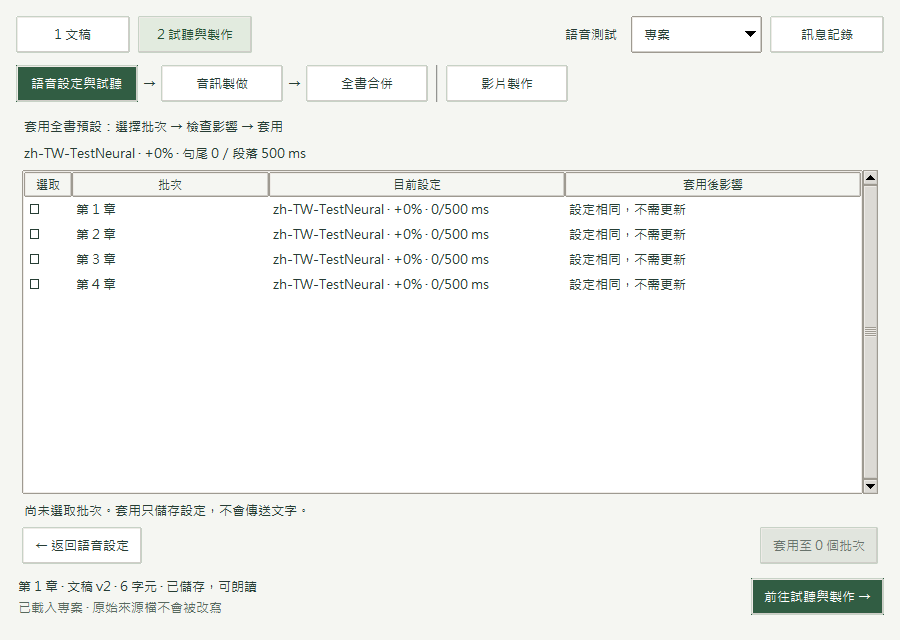 1 文稿 2 試聽與製作 語音測試 專案 訊息記錄
語音設定與試聽 → 音訊製做 → 全書合併 影片製作
套用全書預設：選擇批次 → 檢查影響 → 套用
zh-TW-TestNeural · +0% · 句尾 0 / 段落 500 ms
選取 批次 目前設定 套用後影響
第 1 章 zh-TW-TestNeural · +0% · 0/500 ms 設定相同，不需更新
第 2 章 zh-TW-TestNeural · +0% · 0/500 ms 設定相同，不需更新
第 3 章 zh-TW-TestNeural · +0% · 0/500 ms 設定相同，不需更新
第 4 章 zh-TW-TestNeural · +0% · 0/500 ms 設定相同，不需更新
尚未選取批次。套用只儲存設定，不會傳送文字。
← 返回語音設定 套用至 0 個批次
第 1 章 · 文稿 v2 · 6 字元 · 已儲存，可朗讀
已載入專案 · 原始來源檔不會被改寫 前往試聽與製作 →